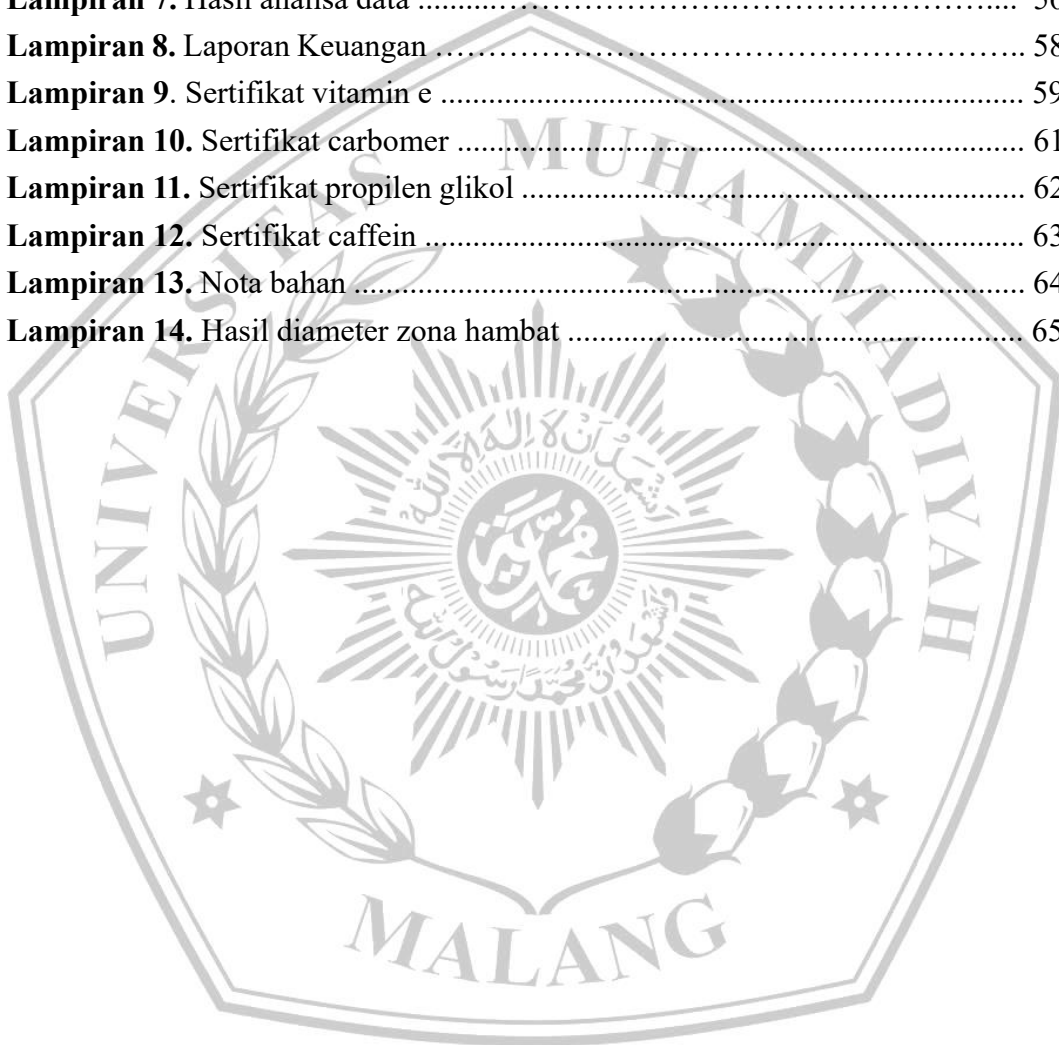 Lampiran 7. Hasil analisa data ..................................................................... 56
Lampiran 8. Laporan Keuangan ..................................................................... 58
Lampiran 9. Sertifikat vitamin e ..................................................................... 59
Lampiran 10. Sertifikat carbomer ..................................................................... 61
Lampiran 11. Sertifikat propilen glikol ..................................................................... 62
Lampiran 12. Sertifikat caffein ..................................................................... 63
Lampiran 13. Nota bahan ..................................................................... 64
Lampiran 14. Hasil diameter zona hambat ..................................................................... 65
UNIVERSITAS MUHAMMADIYAH
MALANG